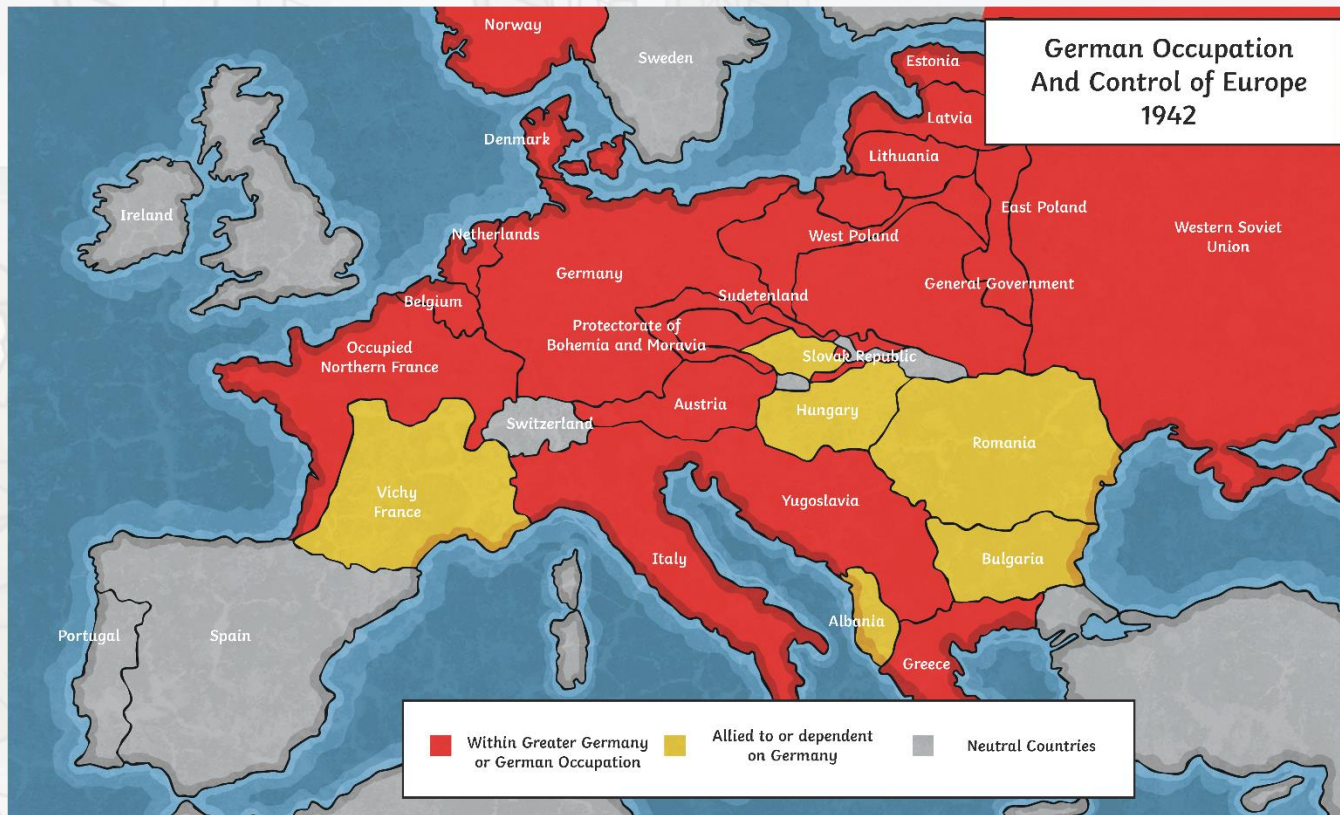 German Occupation
And Control of Europe
1942
Norway
Sweden
Estonia
Latvia
Lithuania
Denmark
Ireland
Netherlands
East Poland
West Poland
Western Soviet
Union
Germany
General Government
Sudetenland
Belgium
Protectorate of
Bohemia and Moravia
Occupied
Northern France
Slovak Republic
Austria
Hungary
Switzerland
Romania
Vichy
France
Yugoslavia
Italy
Bulgaria
Albania
Portugal
Spain
Greece
Within Greater Germany
or German Occupation
Allied to or dependent
on Germany
Neutral Countries